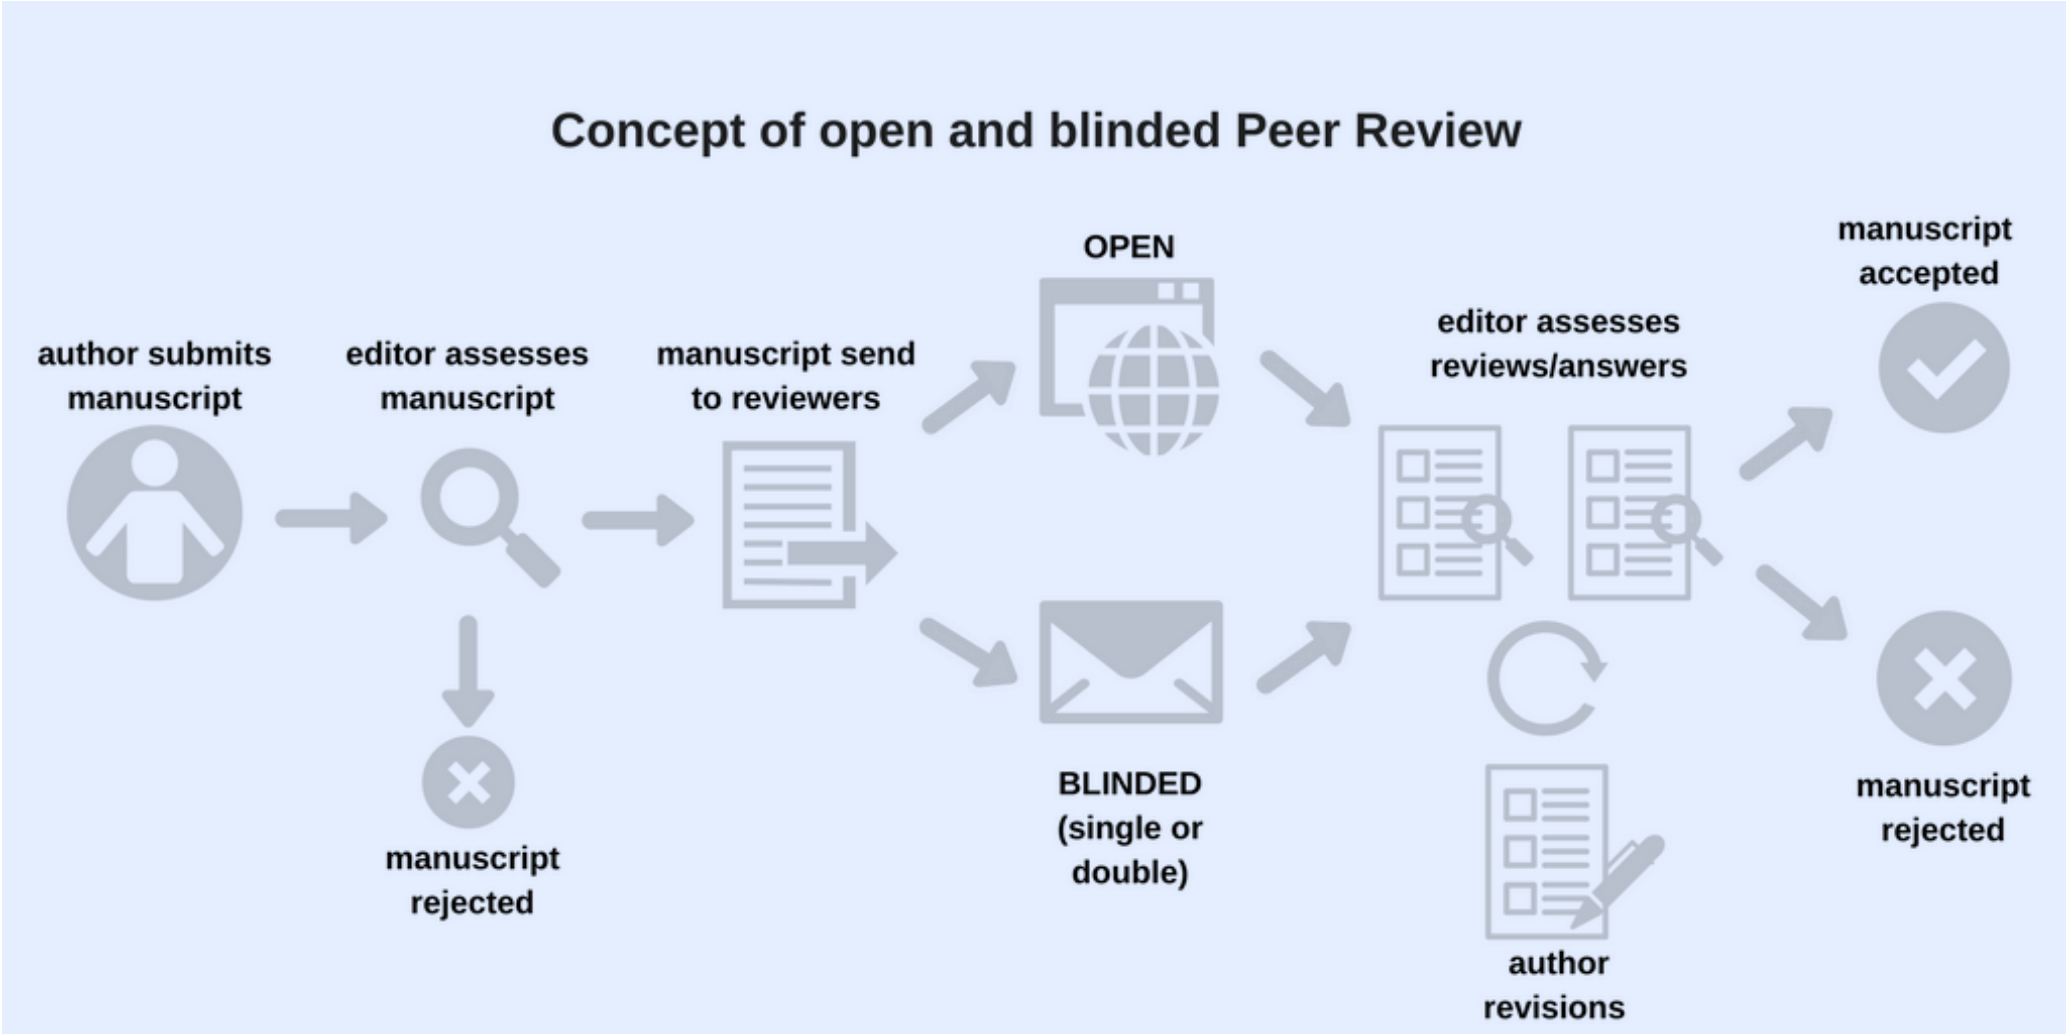 Concept of open and blinded Peer Review
author submits
manuscript
editor assesses
manuscript
manuscript
rejected
manuscript send
to reviewers
OPEN
BLINDED
(single or
double)
editor assesses
reviews/answers
author
revisions
manuscript
accepted
manuscript
rejected